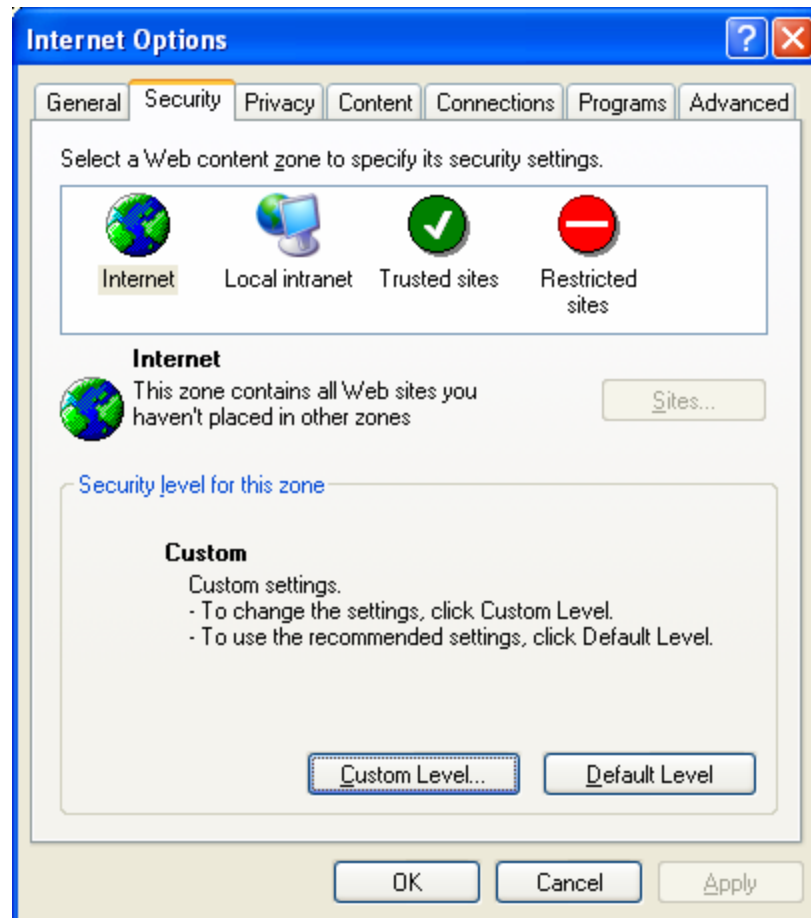 Internet Options
General Security Privacy Content Connections Programs Advanced
Select a Web content zone to specify its security settings.
Internet Local intranet Trusted sites Restricted
sites
Internet
This zone contains all Web sites you
haven't placed in other zones
Sites...
Security level for this zone
Custom
Custom settings.
- To change the settings, click Custom Level.
- To use the recommended settings, click Default Level.
Custom Level... Default Level
OK Cancel Apply